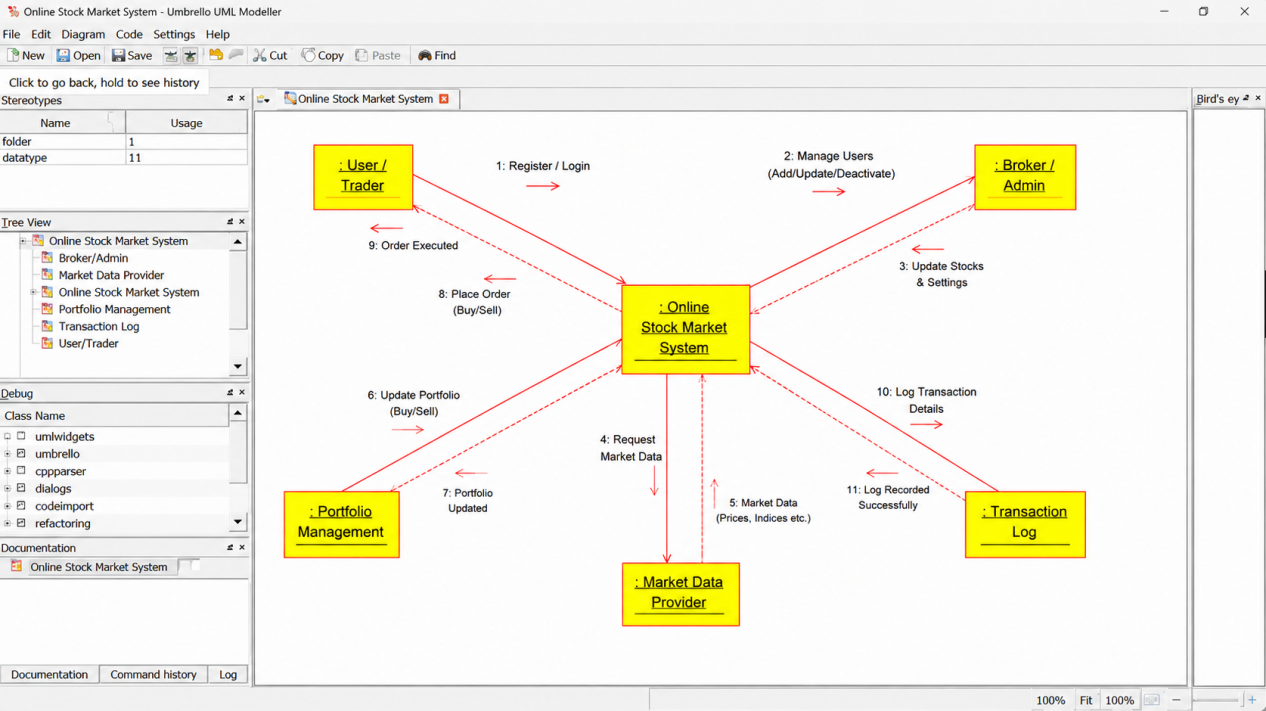 Online Stock Market System - Umbrello UML Modeller
File Edit Diagram Code Settings Help
New Open Save Cut Copy Paste Find
Click to go back, hold to see history
Stereotypes
Name Usage
folder 1
datatype 11
Tree View
Online Stock Market System
Broker/Admin
Market Data Provider
Online Stock Market System
Portfolio Management
Transaction Log
User/Trader
Debug
Class Name
umlwidgets
umbrello
cppparser
dialogs
codeimport
refactoring
Documentation
Online Stock Market System
Documentation Command history Log
Online Stock Market System
Bird's ey
: User /
Trader
1: Register / Login
2: Manage Users
(Add/Update/Deactivate)
: Broker /
Admin
9: Order Executed
8: Place Order
(Buy/Sell)
3: Update Stocks
& Settings
: Online
Stock Market
System
6: Update Portfolio
(Buy/Sell)
10: Log Transaction
Details
4: Request
Market Data
7: Portfolio
Updated
5: Market Data
(Prices, Indices etc.)
11: Log Recorded
Successfully
: Portfolio
Management
: Transaction
Log
: Market Data
Provider
100% Fit 100%